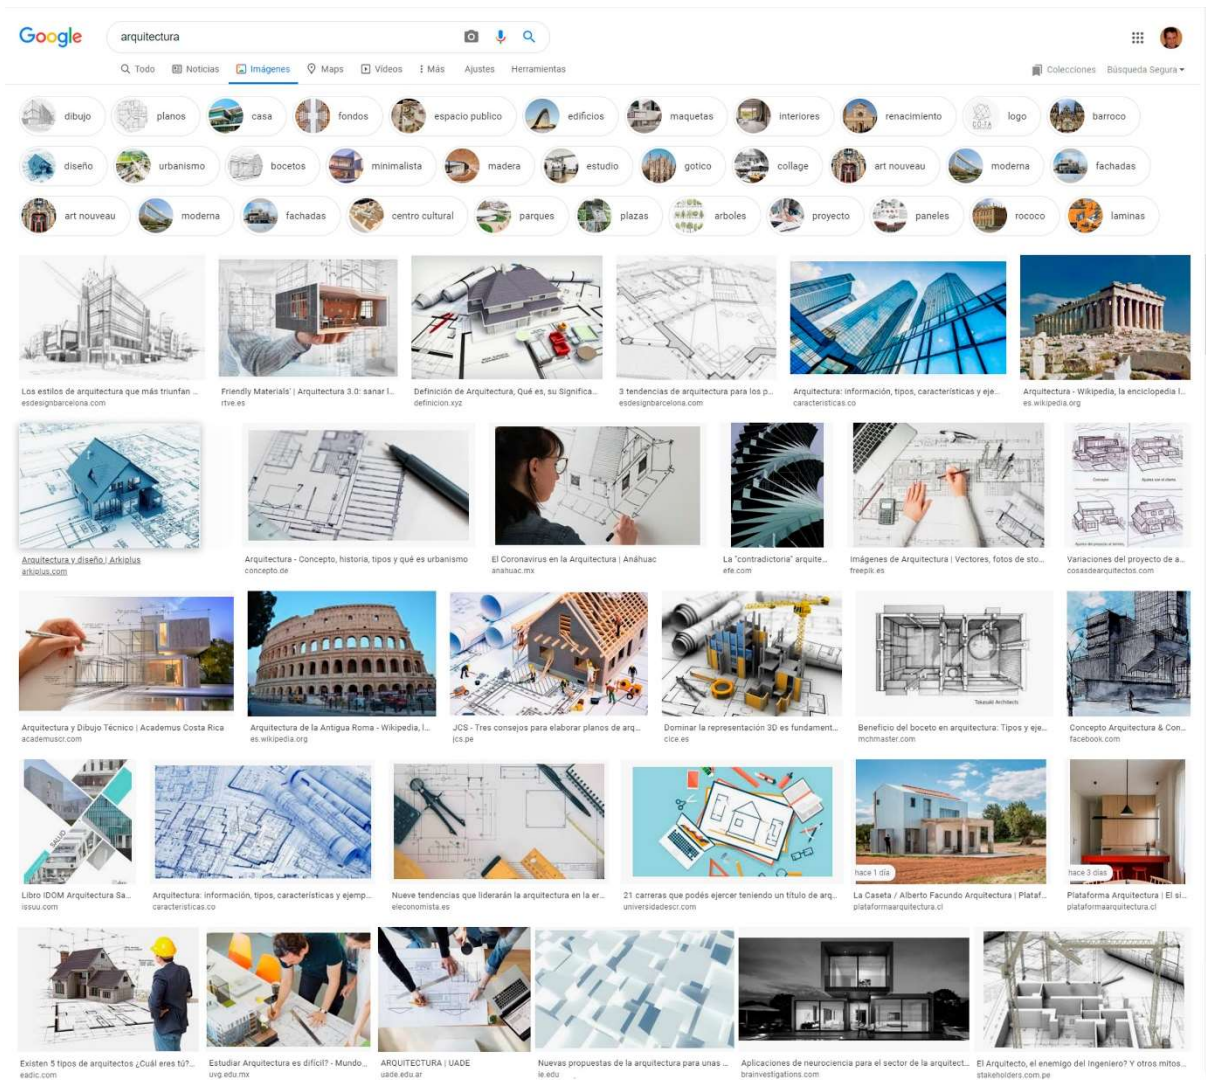 Google
arquitectura
Todo Noticias Imágenes Maps Vídeos Más Ajustes Herramientas Colecciones Búsqueda Segura
dibujo planos casa fondos espacio publico edificios maquetas interiores renacimiento logo barroco
diseño urbanismo bocetos minimalista madera estudio gotico collage art nouveau moderna fachadas
art nouveau moderna fachadas centro cultural parques plazas arboles proyecto paneles rococo laminas
Los estilos de arquitectura que más triunfan ...
esdesignbarcelona.com
Friendly Materials' | Arquitectura 3.0: sanar l...
rtve.es
Definición de Arquitectura, Qué es, su Significa...
definicion.xyz
3 tendencias de arquitectura para los p...
esdesignbarcelona.com
Arquitectura: información, tipos, característicás y eje...
caracteristicas.co
Arquitectura - Wikipedia, la enciclopedia l...
es.wikipedia.org
Arquitectura y diseño | Arkiplus
arkiplus.com
Arquitectura - Concepto, historia, tipos y qué es urbanismo
concepto.de
El Coronavirus en la Arquitectura | Anáhuac
anahuac.mx
La "contradictoria" arquite...
efe.com
Imágenes de Arquitectura | Vectores, fotos de sto...
freepik.es
Variaciones del proyecto de a...
cosasdearquitectos.com
Arquitectura y Dibujo Técnico | Academus Costa Rica
academuscr.com
Arquitectura de la Antigua Roma - Wikipedia, l...
es.wikipedia.org
JCS - Tres consejos para elaborar planos de arq...
jcs.pe
Dominar la representación 3D es fundament...
cice.es
Takasaki Architects
Beneficio del boceto en arquitectura: Tipos y eje...
mchmaster.com
Concepto Arquitectura & Con...
facebook.com
SALUD
Libro IDOM Arquitectura Sa...
issuu.com
Arquitectura: información, tipos, características y ejemp...
caracteristicas.co
Nueve tendencias que liderarán la arquitectura en la er...
eleconomista.es
21 carreras que podés ejercer teniendo un título de arq...
universidadescr.com
hace 1 día
La Caseta / Alberto Facundo Arquitectura | Plataf...
plataformaarquitectura.cl
hace 3 días
Plataforma Arquitectura | El si...
plataformaarquitectura.cl
Existen 5 tipos de arquitectos ¿Cuál eres tú?...
eadic.com
Estudiar Arquitectura es difícil? - Mundo...
uvg.edu.mx
ARQUITECTURA | UADE
uade.edu.ar
Nuevas propuestas de la arquitectura para unas ...
ie.edu
Aplicaciones de neurociencia para el sector de la arquitect...
brainvestigations.com
El Arquitecto, el enemigo del Ingeniero? Y otros mitos...
stakeholders.com.pe